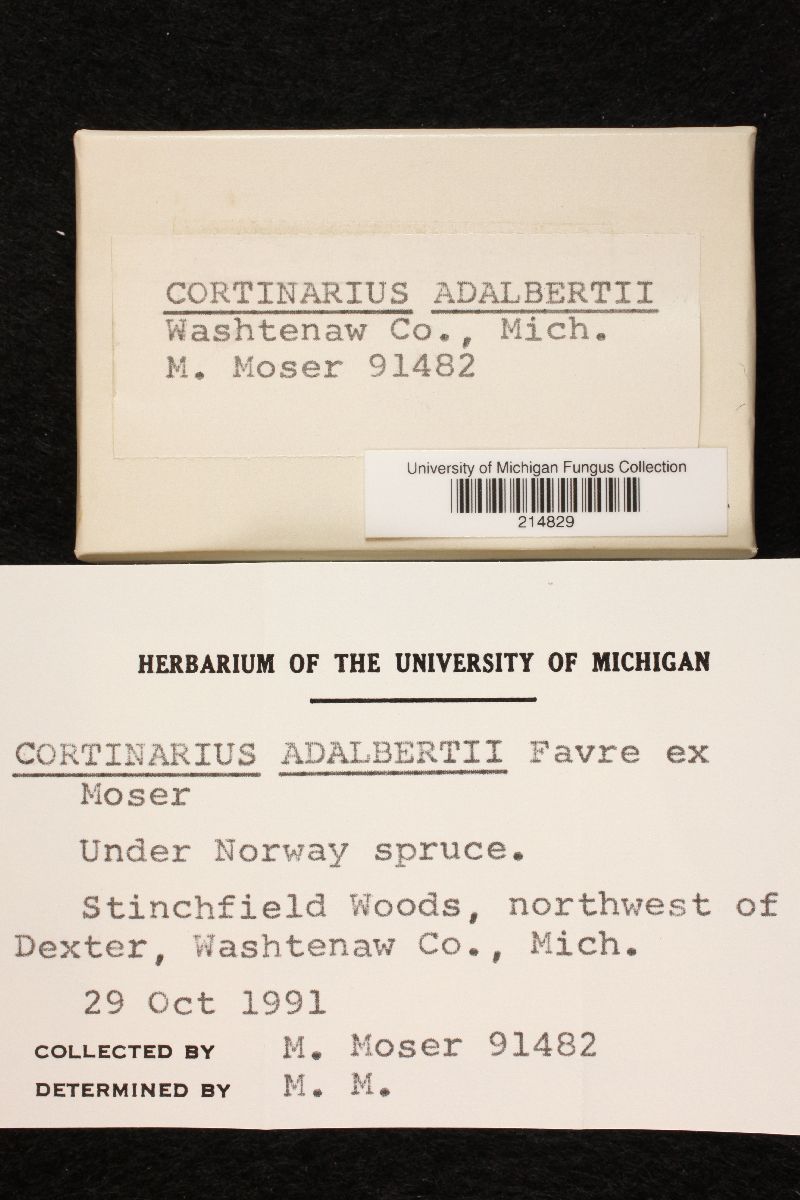 CORTINARIUS ADALBERTII
Washtenaw Co., Mich.
M. Moser 91482
University of Michigan Fungus Collection
214829
HERBARIUM OF THE UNIVERSITY OF MICHIGAN
CORTINARIUS ADALBERTII Favre ex
Moser
Under Norway spruce.
Stinchfield Woods, northwest of
Dexter, Washtenaw Co., Mich.
29 Oct 1991
COLLECTED BY M. Moser 91482
DETERMINED BY M. M.